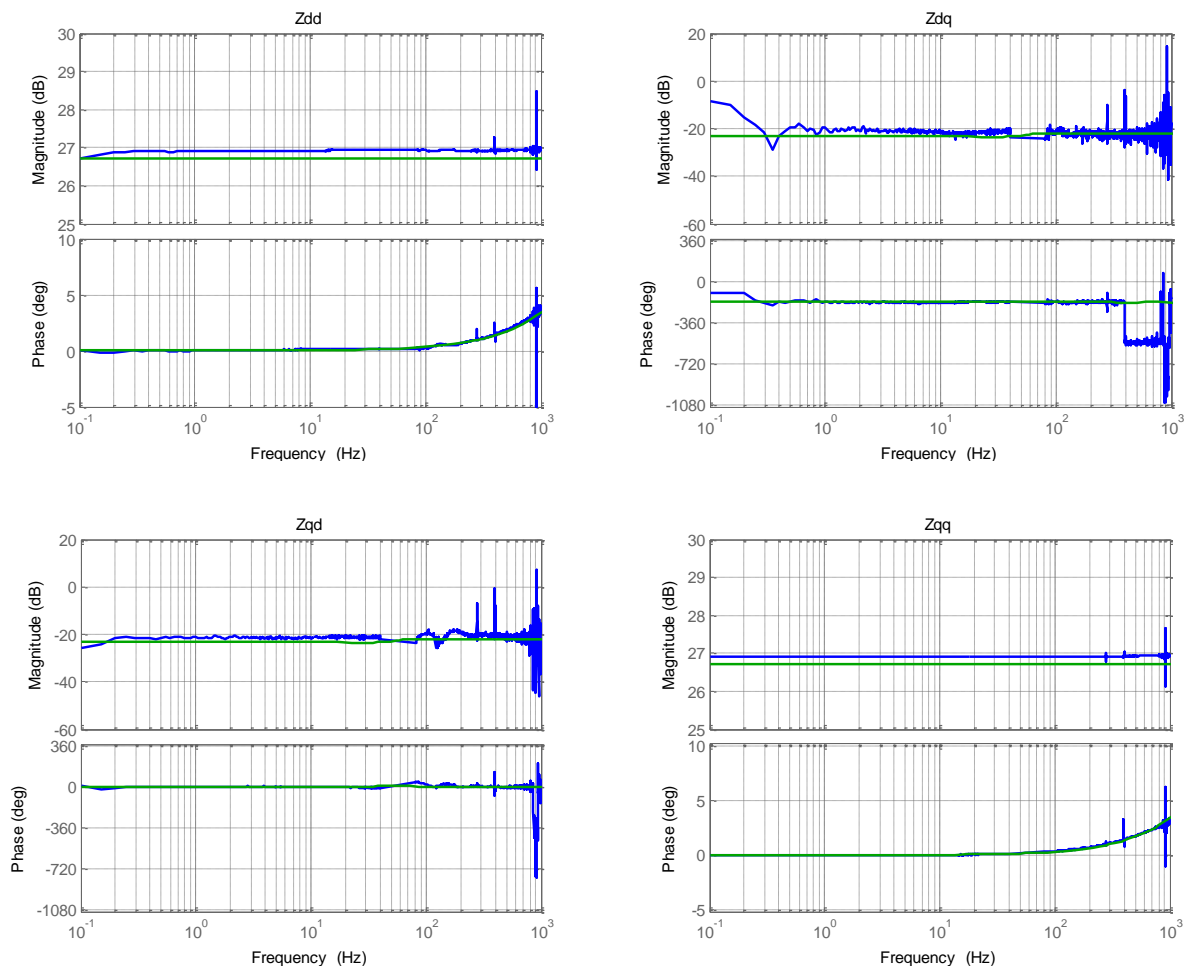 Zdd
30
29
28
27
26
25
Magnitude (dB)
10
5
0
-5
Phase (deg)
10^-1 10^0 10^1 10^2 10^3
Frequency (Hz)
Zdq
20
0
-20
-40
-60
Magnitude (dB)
360
0
-360
-720
-1080
Phase (deg)
10^-1 10^0 10^1 10^2 10^3
Frequency (Hz)
Zqd
20
0
-20
-40
-60
Magnitude (dB)
360
0
-360
-720
-1080
Phase (deg)
10^-1 10^0 10^1 10^2 10^3
Frequency (Hz)
Zqq
30
29
28
27
26
25
Magnitude (dB)
10
5
0
-5
Phase (deg)
10^-1 10^0 10^1 10^2 10^3
Frequency (Hz)